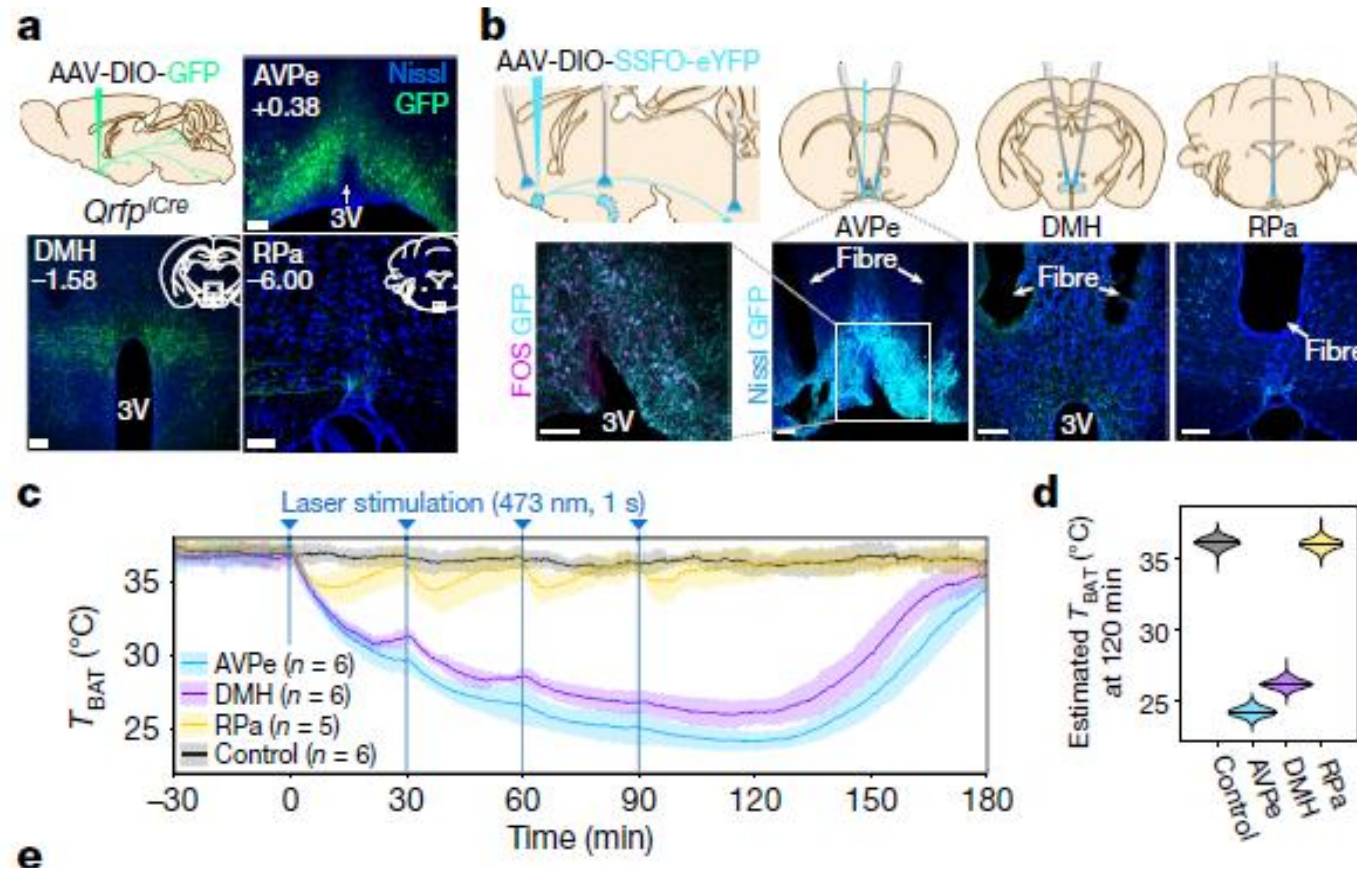 a
AAV-DIO-GFP
Qrfp^iCre
AVPe
+0.38
Nissl
GFP
3V
DMH
−1.58
3V
RPa
−6.00
b
AAV-DIO-SSFO-eYFP
AVPe
DMH
RPa
FOS GFP
3V
Nissl GFP
Fibre
Fibre
3V
Fibre
c
Laser stimulation (473 nm, 1 s)
T_BAT (°C)
35
30
25
AVPe (n = 6)
DMH (n = 6)
RPa (n = 5)
Control (n = 6)
−30 0 30 60 90 120 150 180
Time (min)
d
Estimated T_BAT (°C)
at 120 min
35
30
25
Control
AVPe
DMH
RPa
e